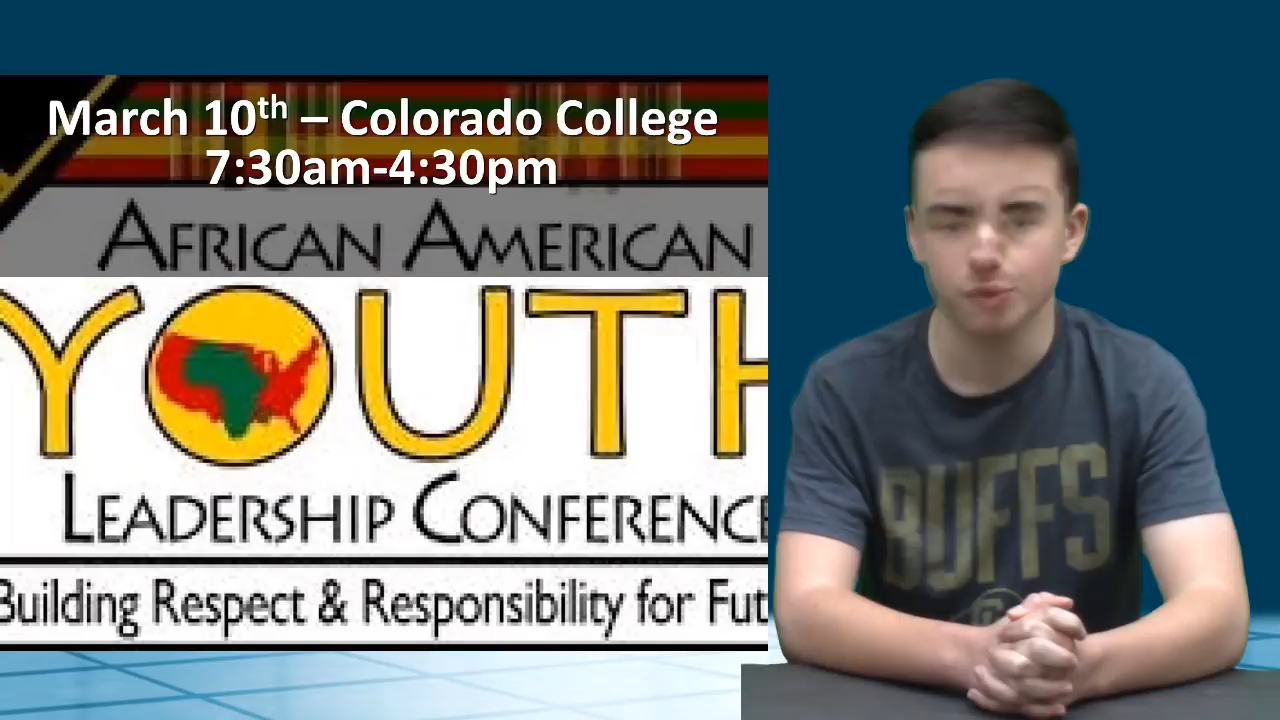 March 10th – Colorado College
7:30am-4:30pm
AFRICAN AMERICAN
YOUTH
LEADERSHIP CONFERENCE
Building Respect & Responsibility for Fut
BUFFS